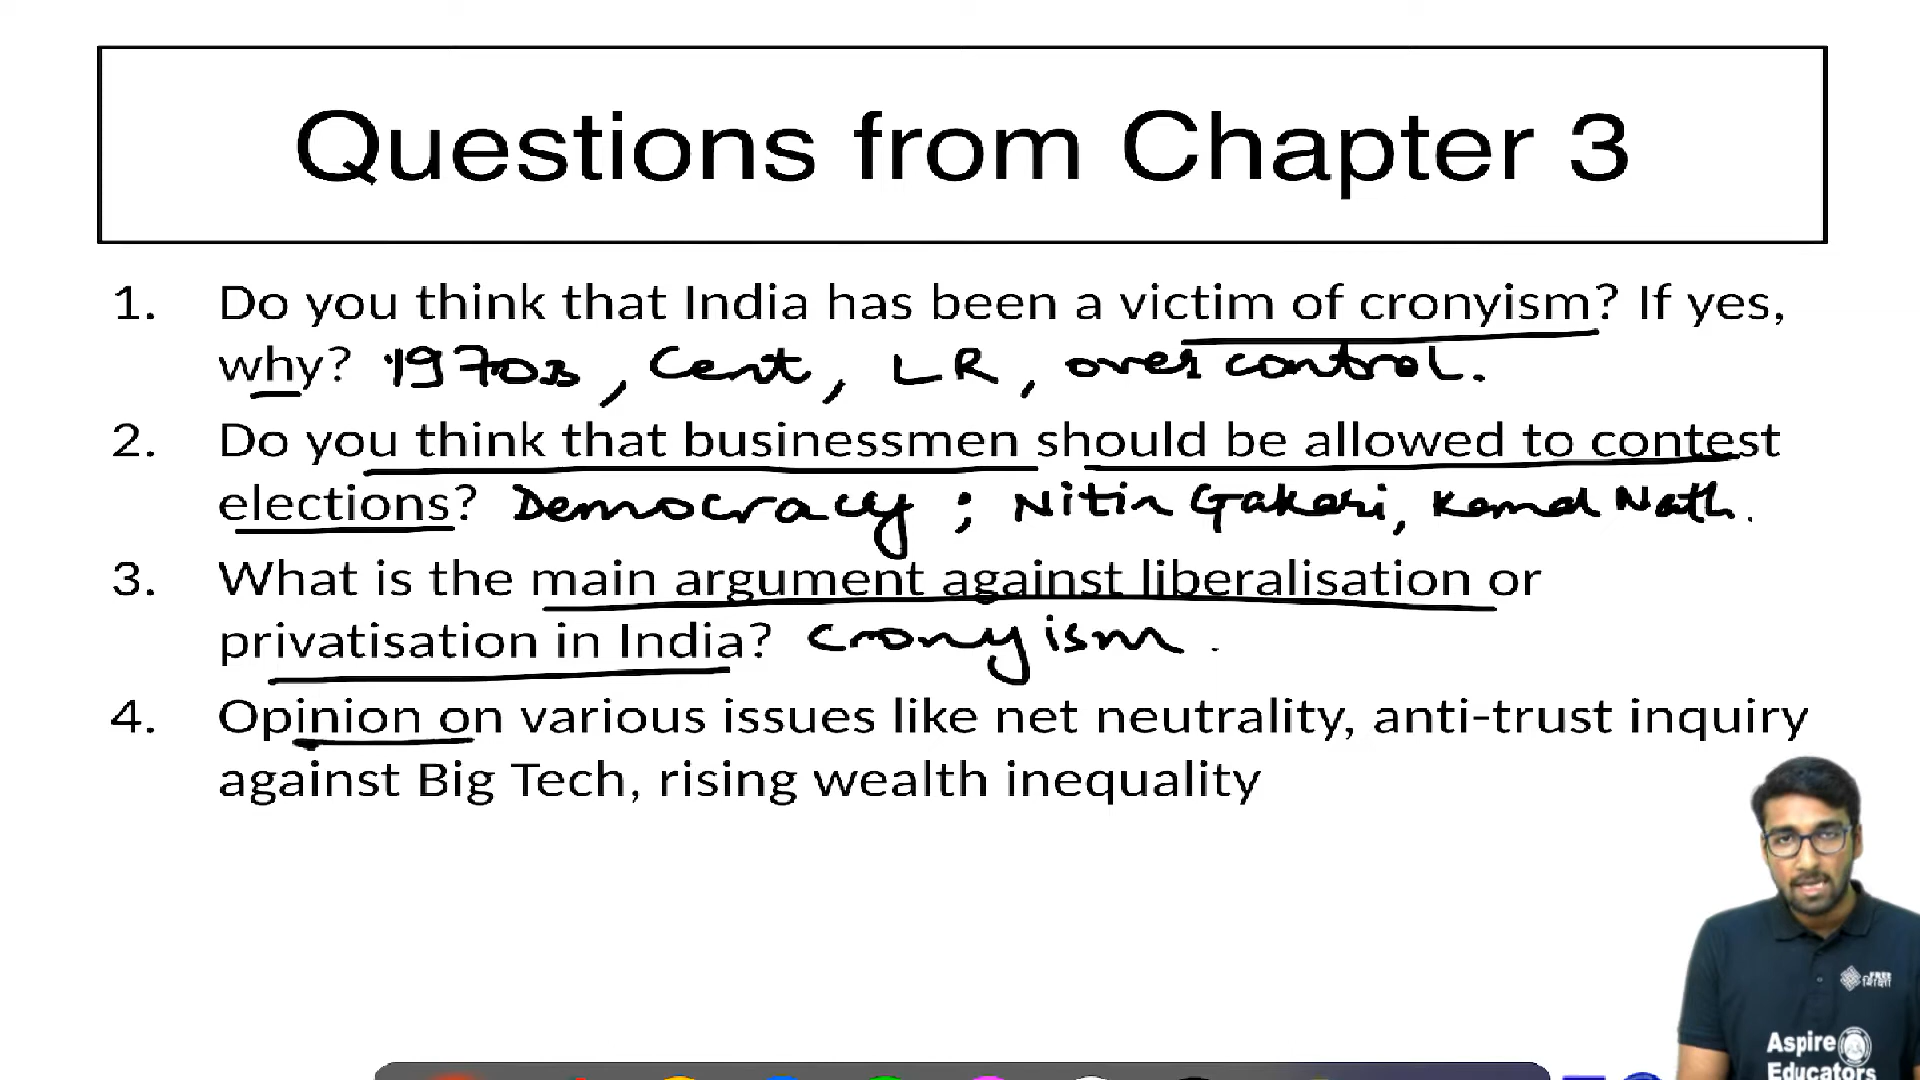 Questions from Chapter 3
1. Do you think that India has been a victim of cronyism? If yes,
why? 1970s, Cent, LR, over control.
2. Do you think that businessmen should be allowed to contest
elections? Democracy; Nitin Gakari, Kamal Nath.
3. What is the main argument against liberalisation or
privatisation in India? Cronyism.
4. Opinion on various issues like net neutrality, anti-trust inquiry
against Big Tech, rising wealth inequality
FREE
शिक्षा
Aspire
Educators